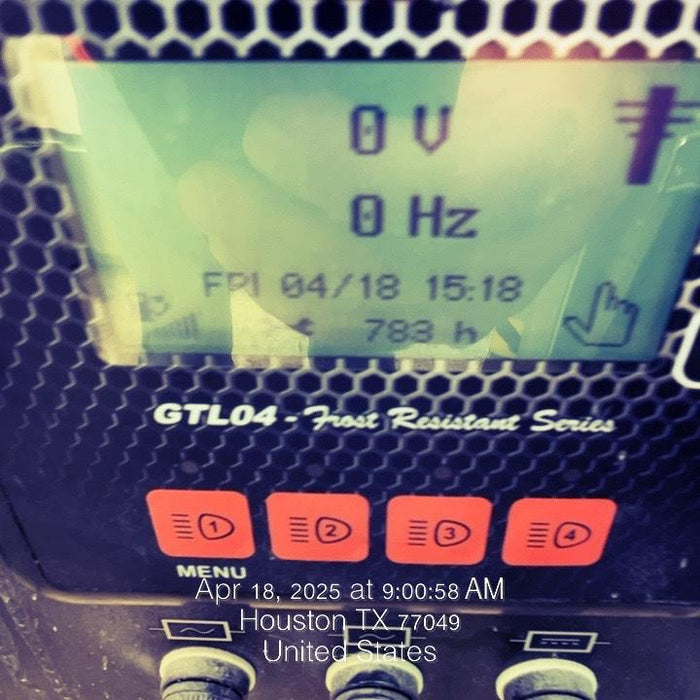 0 V
0 Hz
FRI 04/18 15:18
783 h
GTL04 - Frost Resistant Series
1 2 3 4
MENU
Apr 18, 2025 at 9:00:58 AM
Houston TX 77049
United States